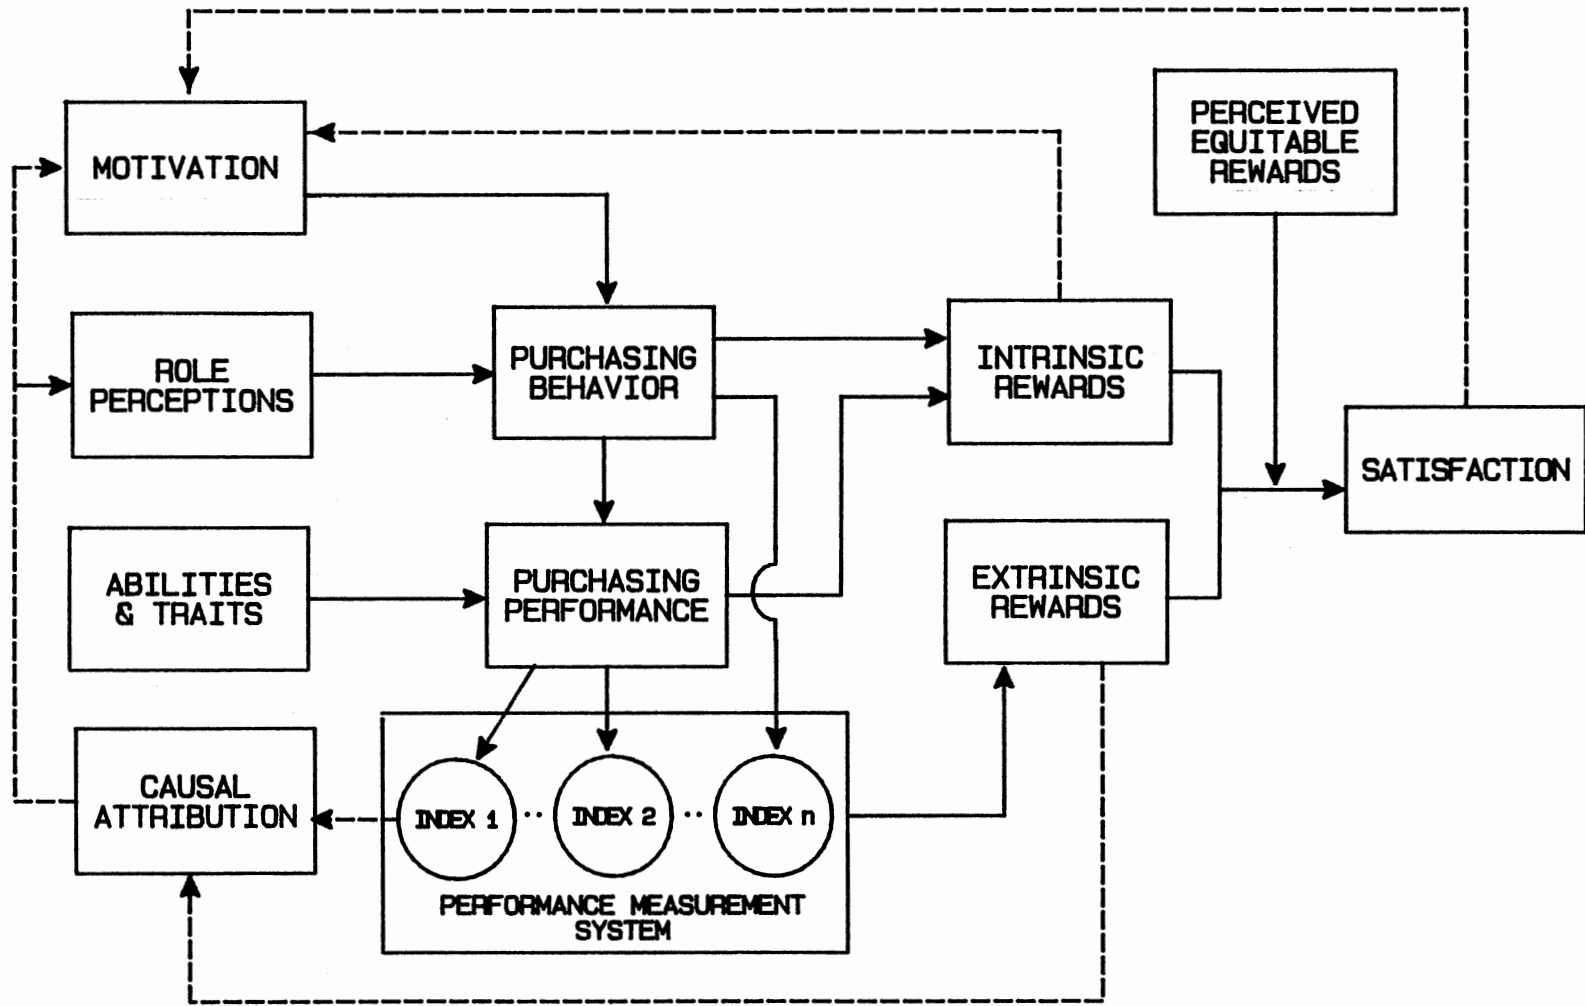 PERCEIVED
EQUITABLE
REWARDS
MOTIVATION
ROLE
PERCEPTIONS
PURCHASING
BEHAVIOR
INTRINSIC
REWARDS
SATISFACTION
ABILITIES
& TRAITS
PURCHASING
PERFORMANCE
EXTRINSIC
REWARDS
CAUSAL
ATTRIBUTION
INDEX 1 ·· INDEX 2 ·· INDEX n
PERFORMANCE MEASUREMENT
SYSTEM